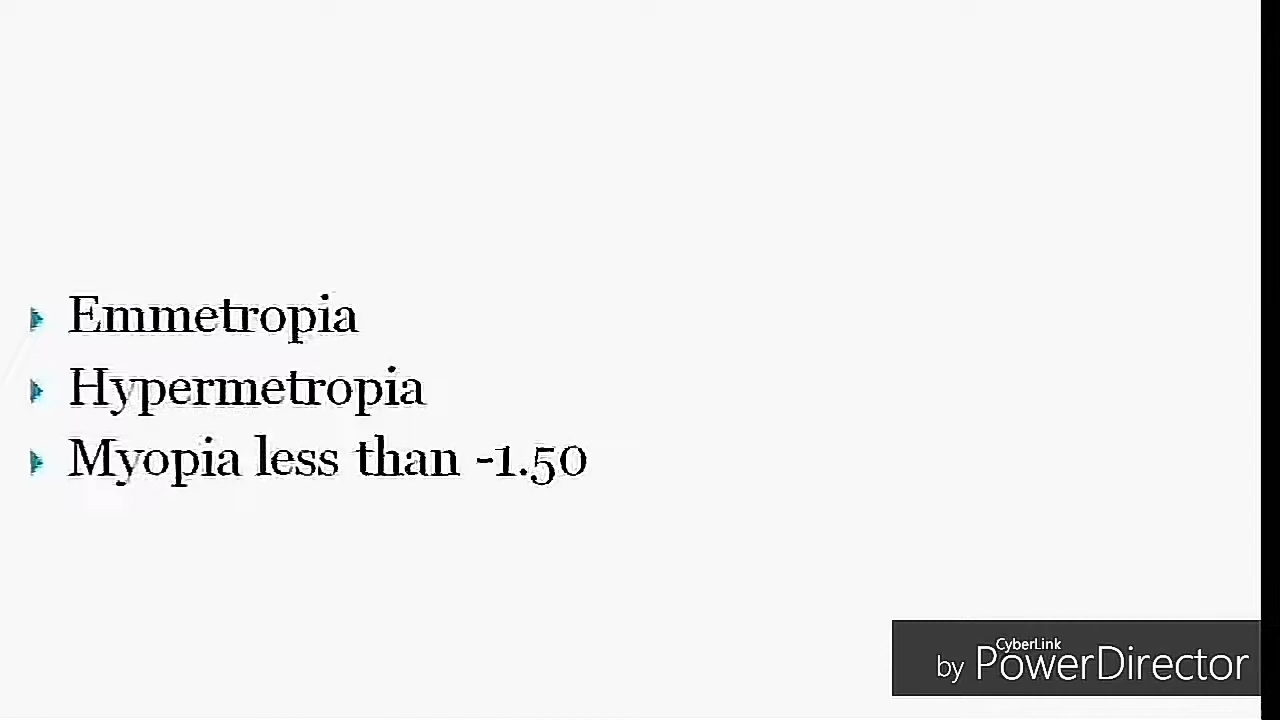 Emmetropia
Hypermetropia
Myopia less than -1.50
CyberLink
by PowerDirector